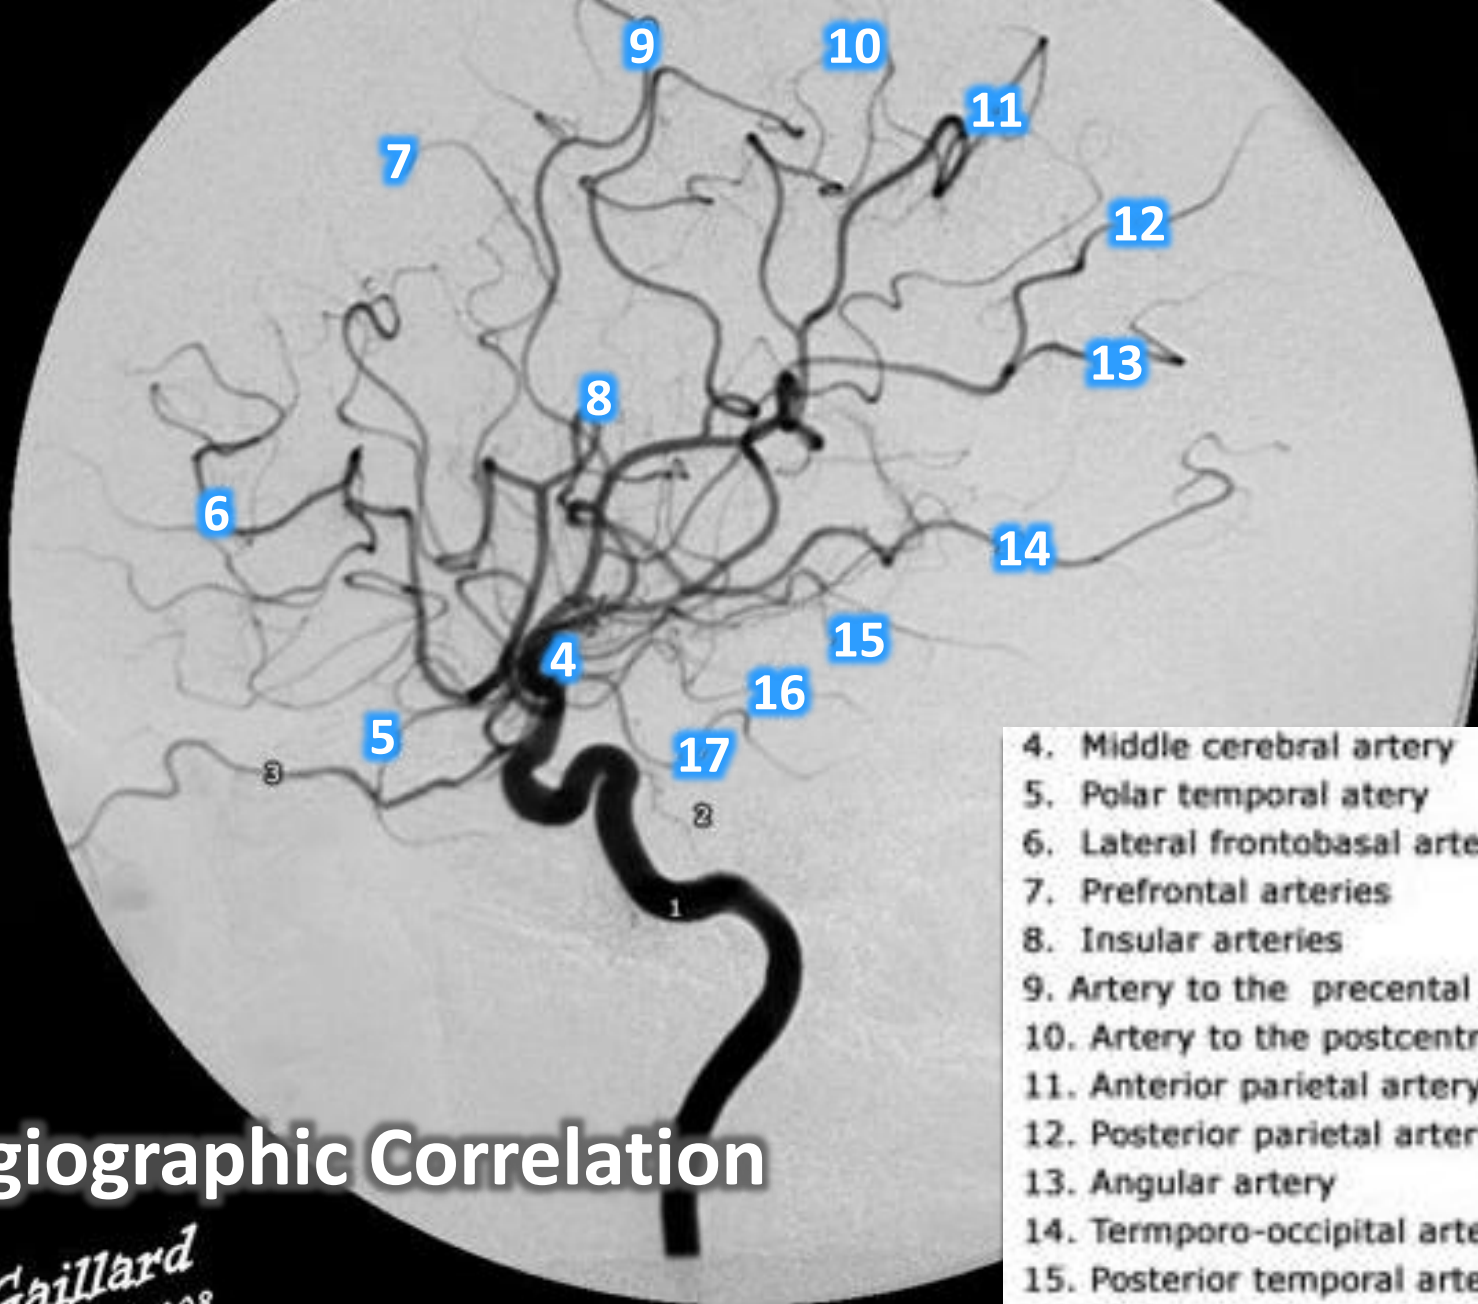 9
10
11
7
12
13
8
6
14
15
4
16
5
17
3
2
1
4. Middle cerebral artery
5. Polar temporal atery
6. Lateral frontobasal arte
7. Prefrontal arteries
8. Insular arteries
9. Artery to the precental
10. Artery to the postcentr
11. Anterior parietal artery
12. Posterior parietal arter
13. Angular artery
14. Termporo-occipital arte
15. Posterior temporal arte
giographic Correlation
Gaillard